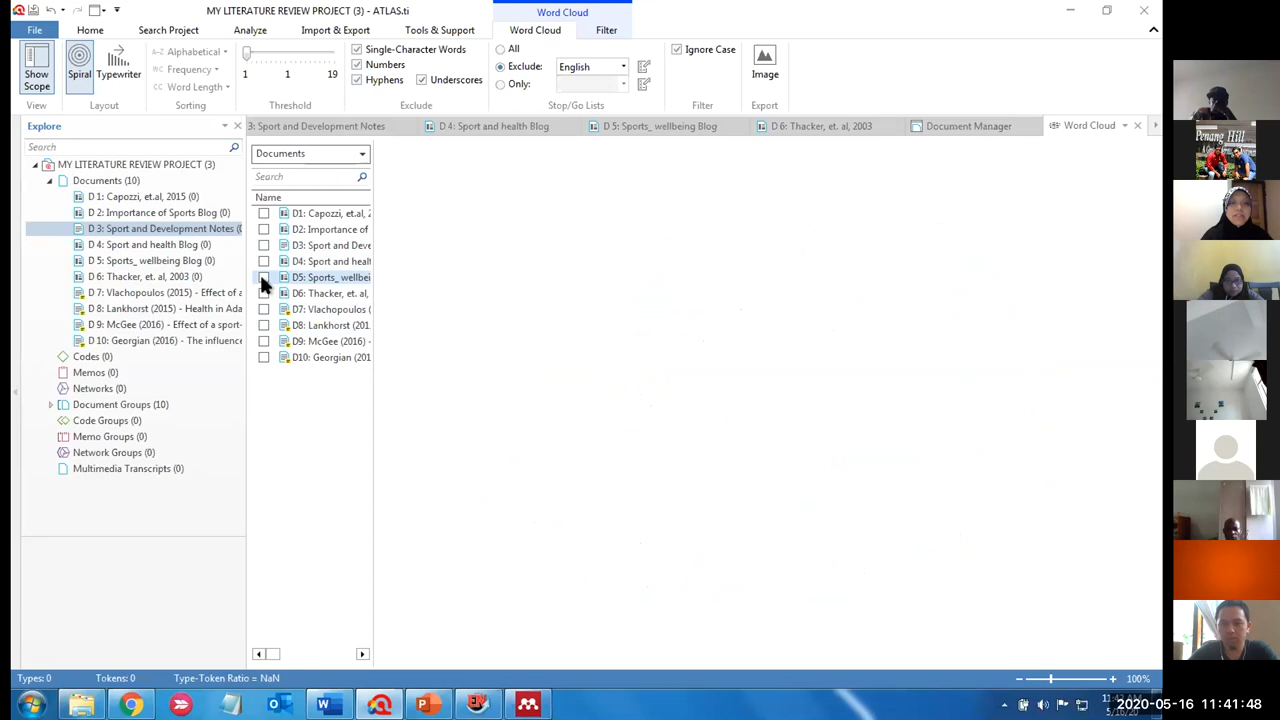 MY LITERATURE REVIEW PROJECT (3) - ATLAS.ti
Word Cloud
File
Home
Search Project
Analyze
Import & Export
Tools & Support
Word Cloud
Filter
Show Scope
Spiral
Typewriter
Alphabetical
Frequency
Word Length
1 1 19
Single-Character Words
Numbers
Hyphens
Underscores
All
Exclude:
English
Only:
Ignore Case
Image
View
Layout
Sorting
Threshold
Exclude
Stop/Go Lists
Filter
Export
Explore
3: Sport and Development Notes
D 4: Sport and health Blog
D 5: Sports_ wellbeing Blog
D 6: Thacker, et. al, 2003
Document Manager
Word Cloud
Search
MY LITERATURE REVIEW PROJECT (3)
Documents (10)
D 1: Capozzi, et.al, 2015 (0)
D 2: Importance of Sports Blog (0)
D 3: Sport and Development Notes (0
D 4: Sport and health Blog (0)
D 5: Sports_ wellbeing Blog (0)
D 6: Thacker, et. al, 2003 (0)
D 7: Vlachopoulos (2015) - Effect of a
D 8: Lankhorst (2015) - Health in Ada
D 9: McGee (2016) - Effect of a sport-
D 10: Georgian (2016) - The influence
Codes (0)
Memos (0)
Networks (0)
Document Groups (10)
Code Groups (0)
Memo Groups (0)
Network Groups (0)
Multimedia Transcripts (0)
Documents
Search
Name
D1: Capozzi, et.al, 2
D2: Importance of
D3: Sport and Deve
D4: Sport and healt
D5: Sports_ wellbei
D6: Thacker, et. al,
D7: Vlachopoulos (
D8: Lankhorst (201
D9: McGee (2016) -
D10: Georgian (201
Penang Hill
Types: 0
Tokens: 0
Type-Token Ratio = NaN
100%
2020-05-16 11:41:48